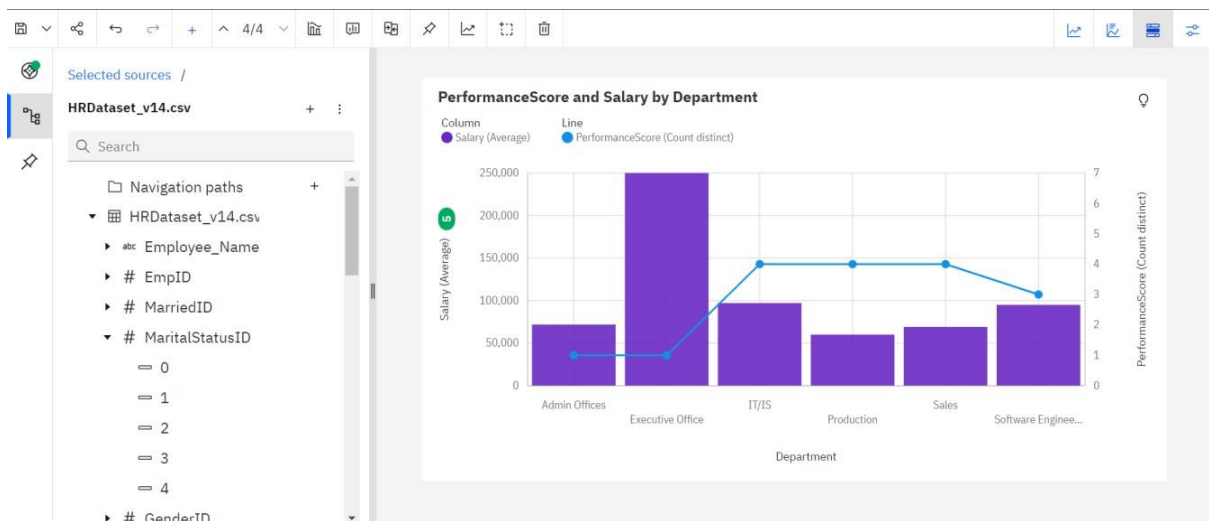 4/4
Selected sources /
HRDataset_v14.csv
Search
Navigation paths
HRDataset_v14.csv
abc Employee_Name
# EmpID
# MarriedID
# MaritalStatusID
0
1
2
3
4
# GenderID
PerformanceScore and Salary by Department
Column Line
Salary (Average) PerformanceScore (Count distinct)
250,000
200,000
150,000
100,000
50,000
0
Salary (Average)
5
7
6
5
4
3
2
1
0
PerformanceScore (Count distinct)
Admin Offices
Executive Office
IT/IS
Production
Sales
Software Enginee...
Department